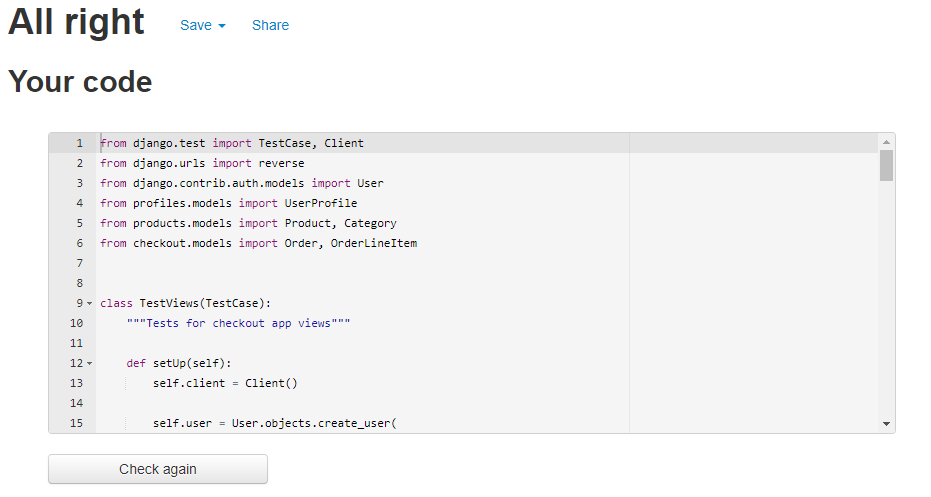 All right
Save
Share
Your code
1 from django.test import TestCase, Client
2 from django.urls import reverse
3 from django.contrib.auth.models import User
4 from profiles.models import UserProfile
5 from products.models import Product, Category
6 from checkout.models import Order, OrderLineItem
7
8
9 class TestViews(TestCase):
10 """Tests for checkout app views"""
11
12 def setUp(self):
13 self.client = Client()
14
15 self.user = User.objects.create_user(
Check again